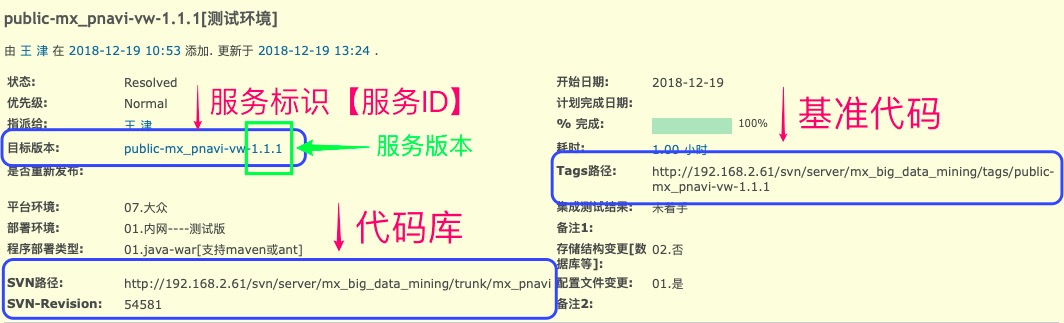 public-mx_pnavi-vw-1.1.1[测试环境]
由 王 津 在 2018-12-19 10:53 添加. 更新于 2018-12-19 13:24 .
状态: Resolved
开始日期: 2018-12-19
优先级: Normal
计划完成日期:
服务标识【服务ID】
基准代码
指派给: 王 津
% 完成: 100%
目标版本: public-mx_pnavi-vw-1.1.1
服务版本
耗时: 1.00 小时
是否重新发布:
Tags路径: http://192.168.2.61/svn/server/mx_big_data_mining/tags/public-
mx_pnavi-vw-1.1.1
平台环境: 07.大众
集成测试结果: 未着手
部署环境: 01.内网----测试版
备注1:
代码库
程序部署类型: 01.java-war[支持maven或ant]
存储结构变更[数 02.否
据库等]:
SVN路径: http://192.168.2.61/svn/server/mx_big_data_mining/trunk/mx_pnavi
配置文件变更: 01.是
SVN-Revision: 54581
备注2: